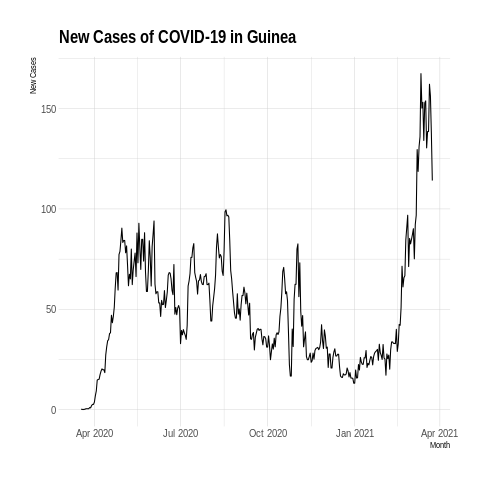 New Cases of COVID-19 in Guinea
New Cases
150
100
50
0
Apr 2020
Jul 2020
Oct 2020
Jan 2021
Apr 2021
Month